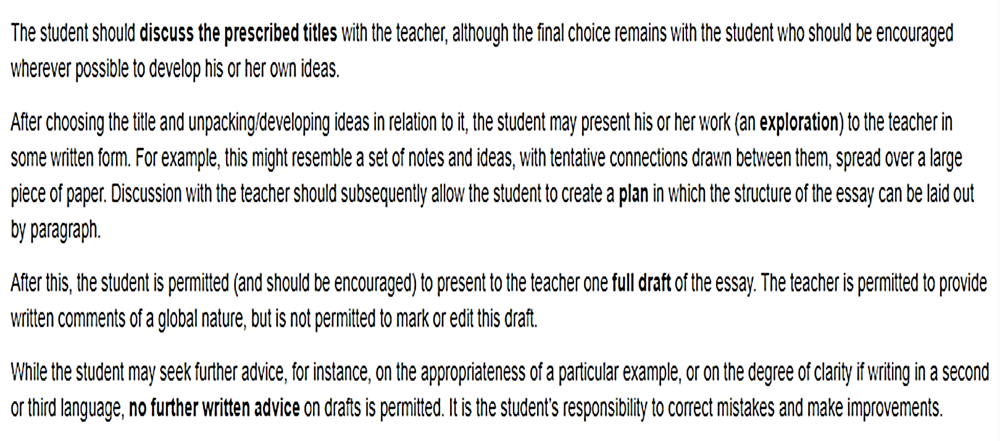 The student should discuss the prescribed titles with the teacher, although the final choice remains with the student who should be encouraged
wherever possible to develop his or her own ideas.
After choosing the title and unpacking/developing ideas in relation to it, the student may present his or her work (an exploration) to the teacher in
some written form. For example, this might resemble a set of notes and ideas, with tentative connections drawn between them, spread over a large
piece of paper. Discussion with the teacher should subsequently allow the student to create a plan in which the structure of the essay can be laid out
by paragraph.
After this, the student is permitted (and should be encouraged) to present to the teacher one full draft of the essay. The teacher is permitted to provide
written comments of a global nature, but is not permitted to mark or edit this draft.
While the student may seek further advice, for instance, on the appropriateness of a particular example, or on the degree of clarity if writing in a second
or third language, no further written advice on drafts is permitted. It is the student's responsibility to correct mistakes and make improvements.